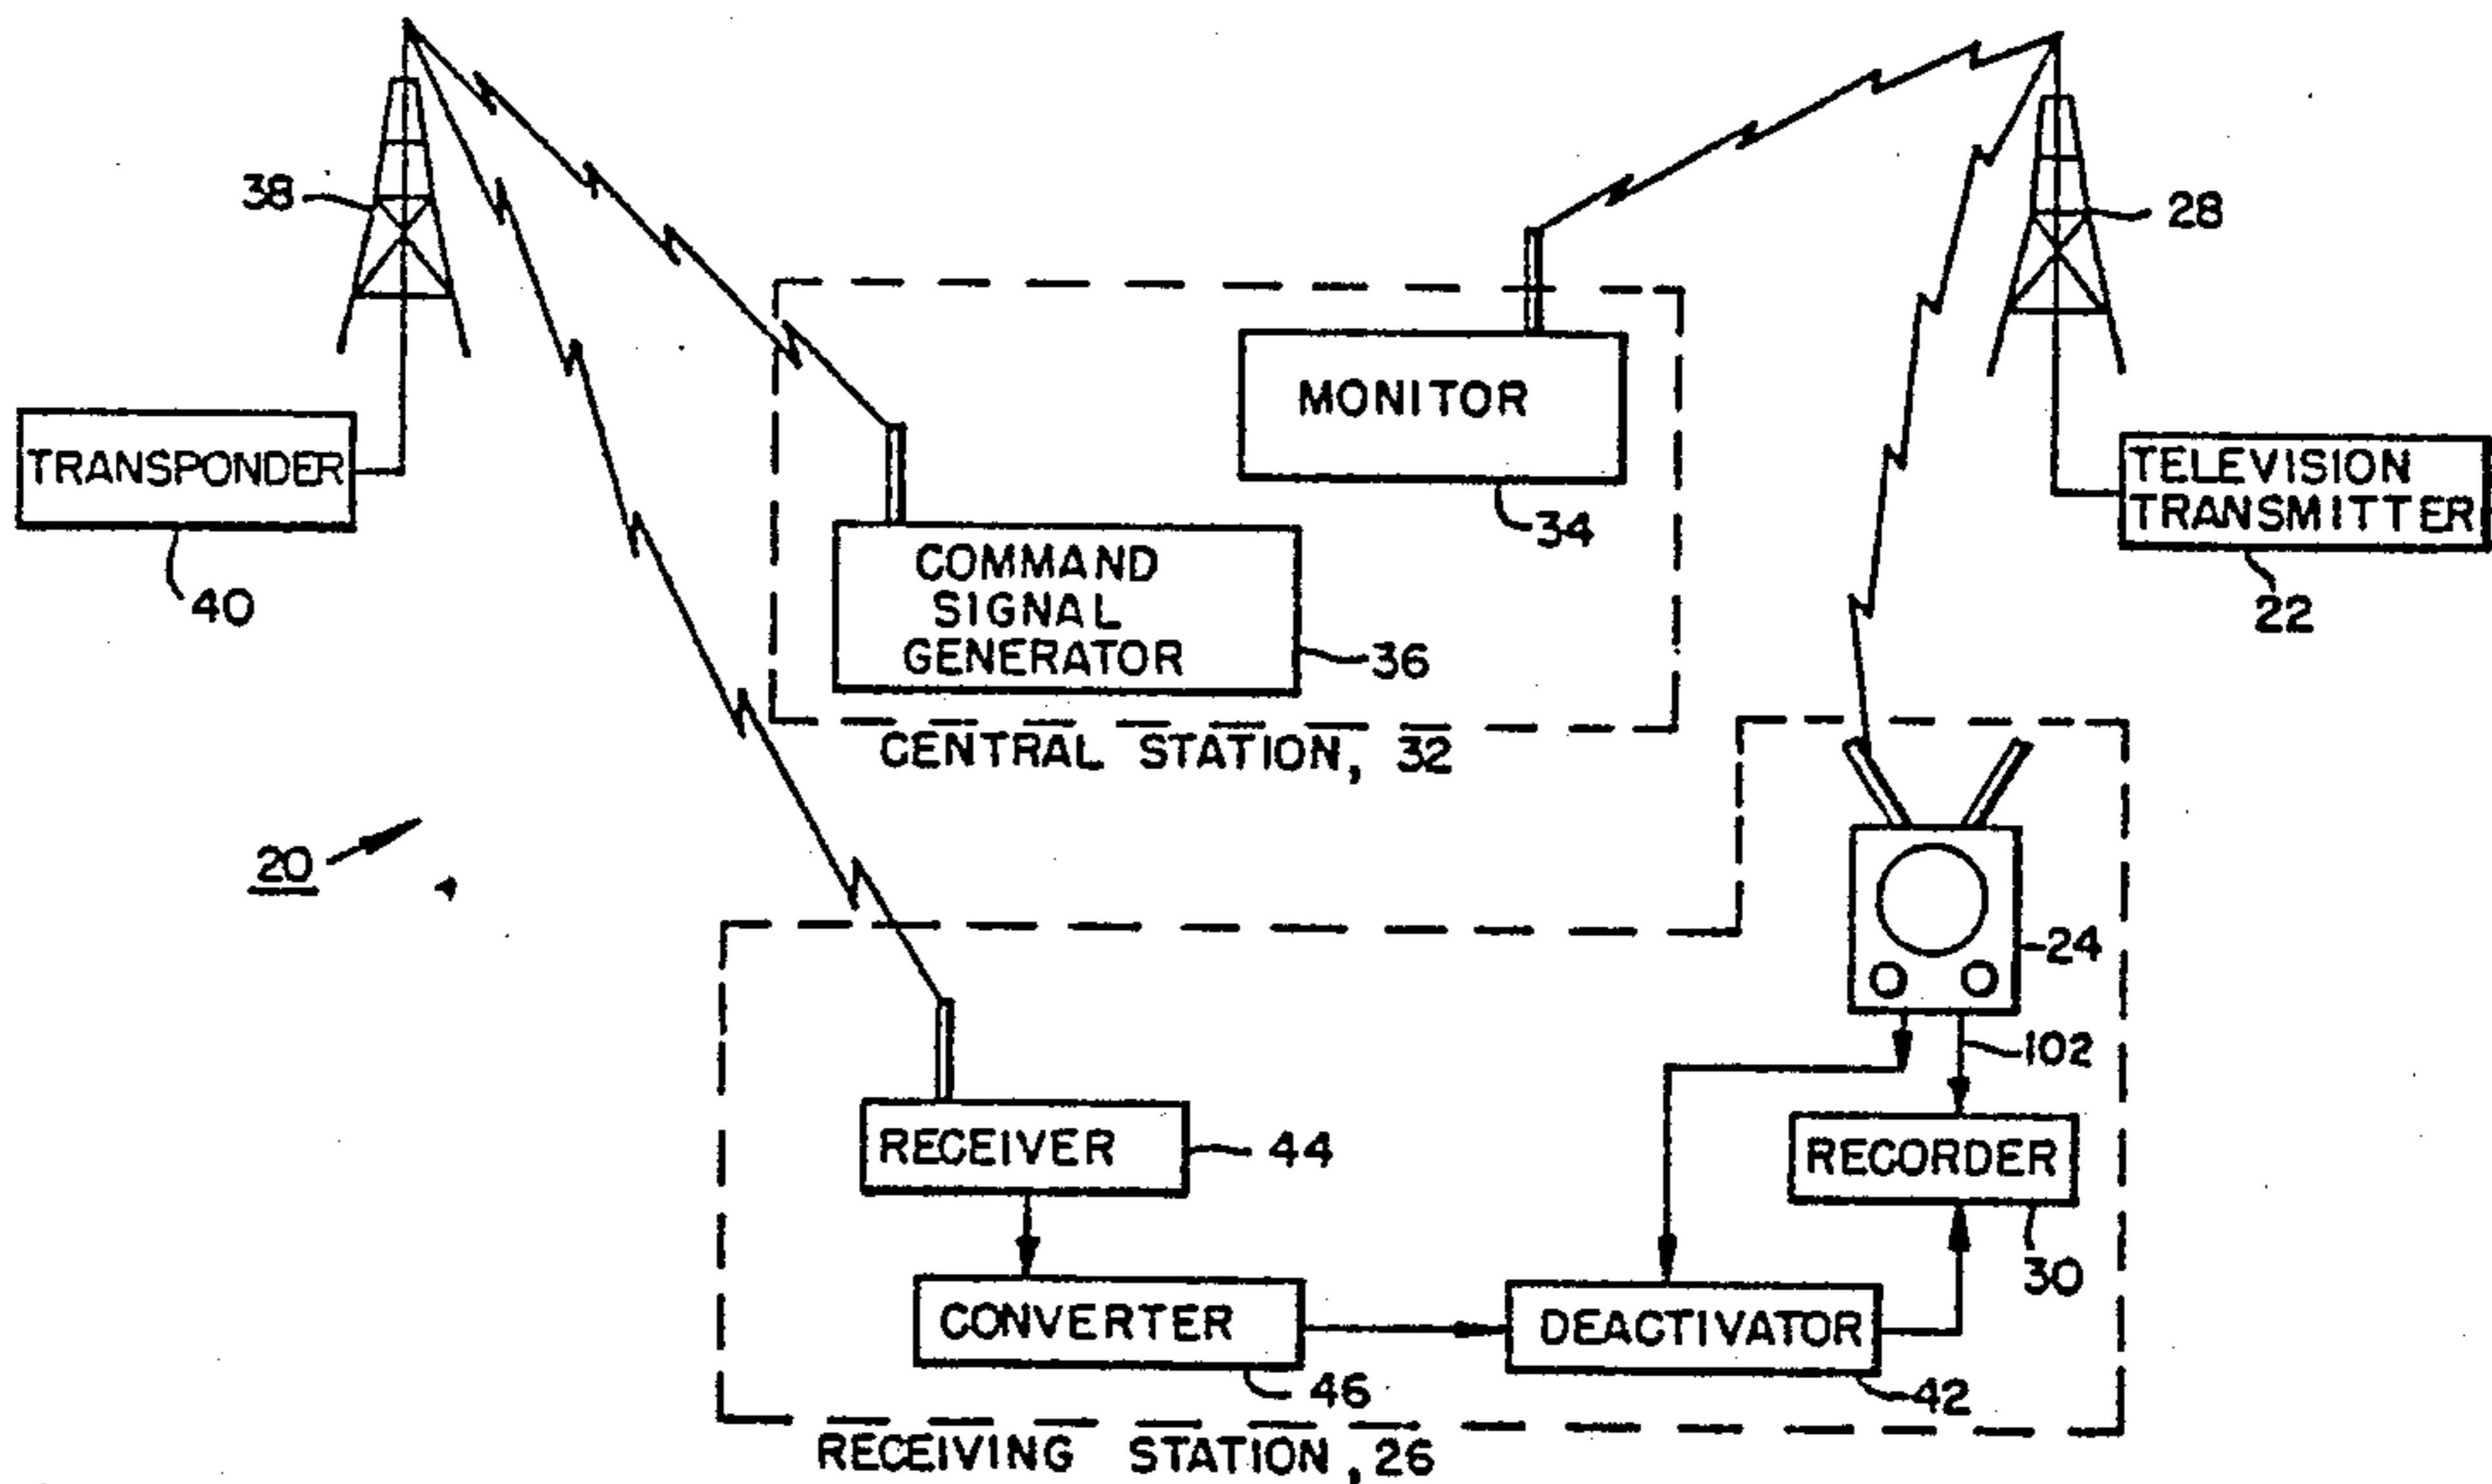 38
28
MONITOR
TRANSPONDER
TELEVISION
TRANSMITTER
34
40
COMMAND
SIGNAL
GENERATOR
22
36
CENTRAL STATION, 32
20
24
102
RECEIVER
44
RECORDER
30
CONVERTER
DEACTIVATOR
46
42
RECEIVING STATION, 26